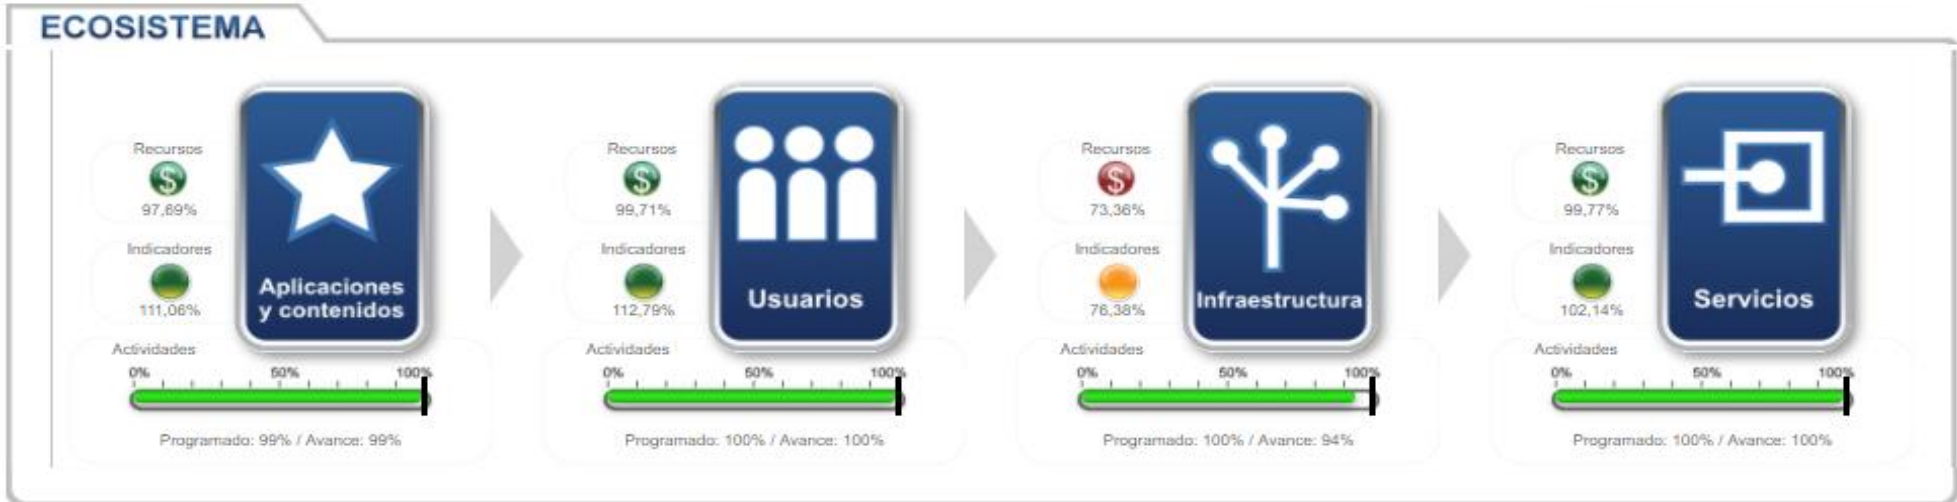 ECOSISTEMA
Recursos
$
97,69%
Indicadores
111,06%
Aplicaciones
y contenidos
Actividades
0% 50% 100%
Programado: 99% / Avance: 99%
Recursos
$
99,71%
Indicadores
112,79%
Usuarios
Actividades
0% 50% 100%
Programado: 100% / Avance: 100%
Recursos
$
73,36%
Indicadores
76,38%
Infraestructura
Actividades
0% 50% 100%
Programado: 100% / Avance: 94%
Recursos
$
99,77%
Indicadores
102,14%
Servicios
Actividades
0% 50% 100%
Programado: 100% / Avance: 100%